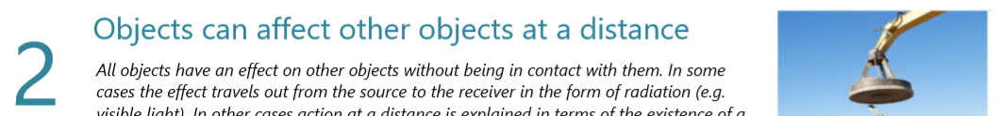 2
Objects can affect other objects at a distance
All objects have an effect on other objects without being in contact with them. In some
cases the effect travels out from the source to the receiver in the form of radiation (e.g.
visible light). In other cases action at a distance is explained in terms of the existence of a